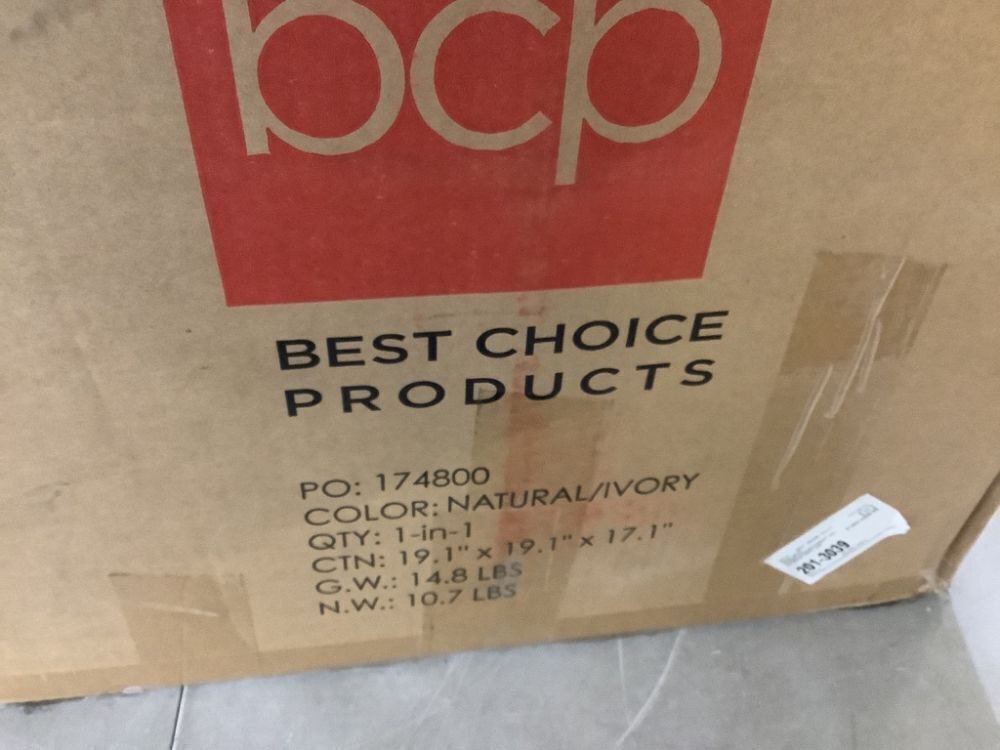 bcp
BEST CHOICE
PRODUCTS
PO: 174800
COLOR: NATURAL/IVORY
QTY: 1-in-1
CTN: 19.1" x 19.1" x 17.1"
G.W.: 14.8 LBS
N.W.: 10.7 LBS
201-3039